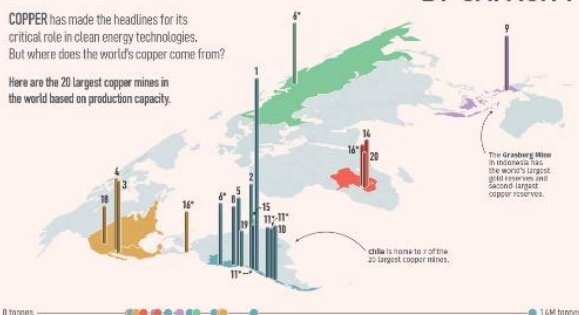 BY CAPACITY
COPPER has made the headlines for its
critical role in clean energy technologies.
But where does the world's copper come from?
Here are the 20 largest copper mines in
the world based on production capacity.
6*
9
1
14
16*
20
The Grasberg Mine
in Indonesia has
the world's largest
gold reserves and
second-largest
copper reserves.
4
3
18
16*
6*
8
5
2
19
15
11*
11*
10
11*
Chile is home to 7 of the
20 largest copper mines.
0 tonnes
1.4M tonnes